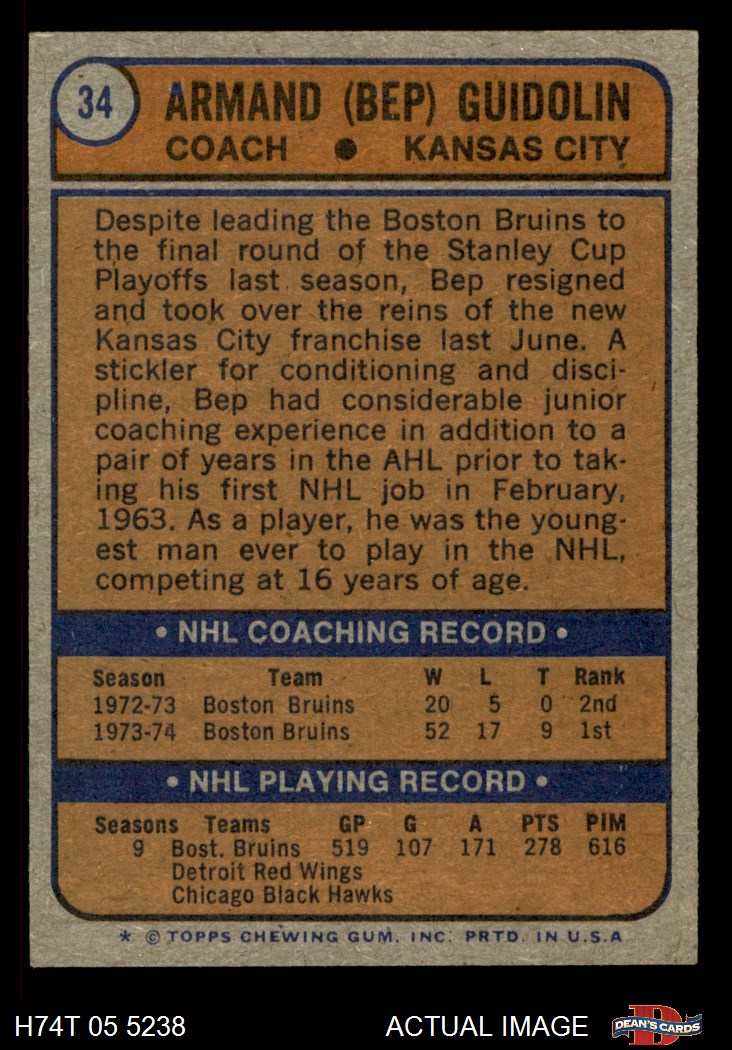 34
ARMAND (BEP) GUIDOLIN
COACH ● KANSAS CITY
Despite leading the Boston Bruins to
the final round of the Stanley Cup
Playoffs last season, Bep resigned
and took over the reins of the new
Kansas City franchise last June. A
stickler for conditioning and disci-
pline, Bep had considerable junior
coaching experience in addition to a
pair of years in the AHL prior to tak-
ing his first NHL job in February,
1963. As a player, he was the young-
est man ever to play in the NHL,
competing at 16 years of age.
• NHL COACHING RECORD •
Season Team W L T Rank
1972-73 Boston Bruins 20 5 0 2nd
1973-74 Boston Bruins 52 17 9 1st
• NHL PLAYING RECORD •
Seasons Teams GP G A PTS PIM
9 Bost. Bruins 519 107 171 278 616
Detroit Red Wings
Chicago Black Hawks
* © TOPPS CHEWING GUM, INC. PRTD. IN U.S.A.
H74T 05 5238 ACTUAL IMAGE
D
DEAN'S CARDS